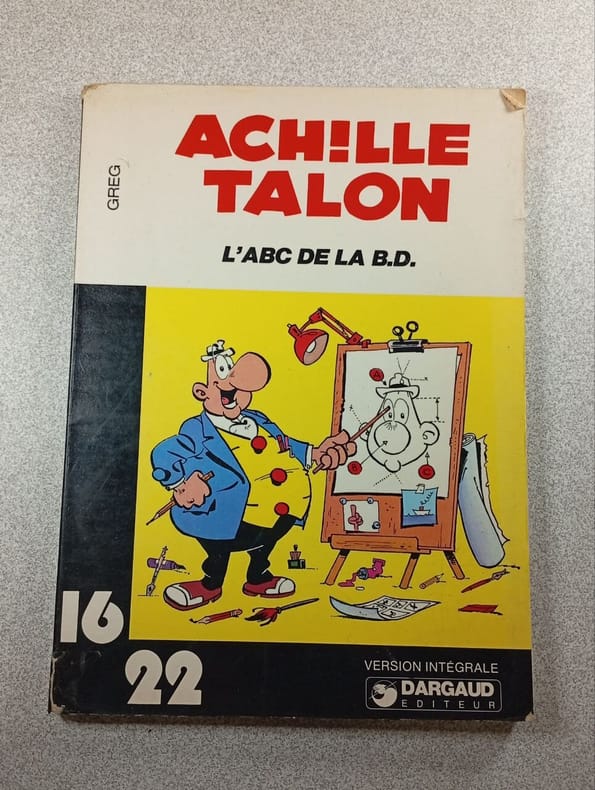 GREG
ACH!LLE
TALON
L'ABC DE LA B.D.
A
B
C
16
22
VERSION INTÉGRALE
DARGAUD
EDITEUR